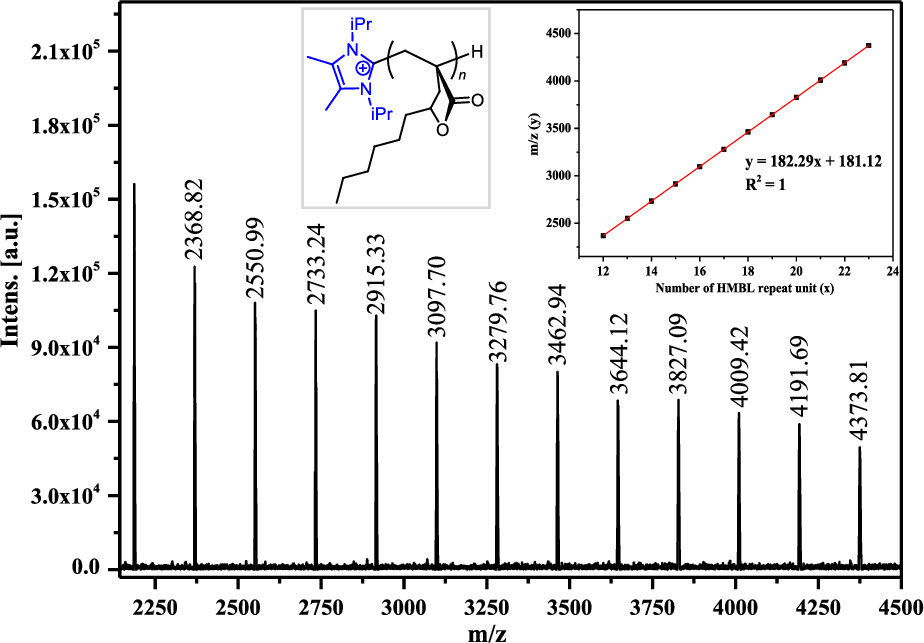 Intens. [a.u.]
2.1x10⁵
1.8x10⁵
1.5x10⁵
1.2x10⁵
9.0x10⁴
6.0x10⁴
3.0x10⁴
0.0
2368.82
2550.99
2733.24
2915.33
3097.70
3279.76
3462.94
3644.12
3827.09
4009.42
4191.69
4373.81
2250 2500 2750 3000 3250 3500 3750 4000 4250 4500
m/z
iPr
N
+
N
iPr
H
n
O
O
m/z (y)
4500
4000
3500
3000
2500
y = 182.29x + 181.12
R² = 1
12 14 16 18 20 22 24
Number of HMBL repeat unit (x)